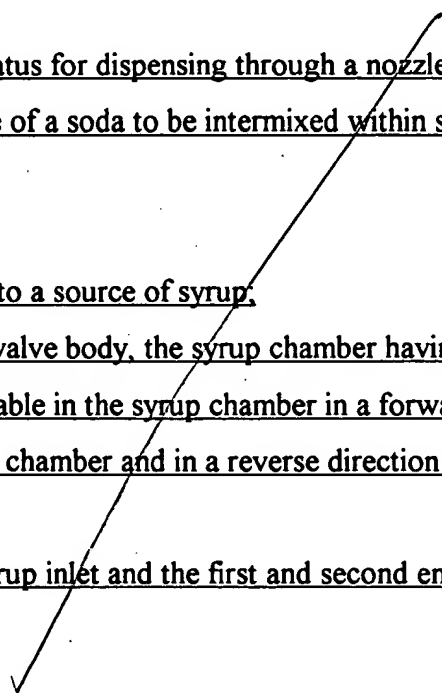 atus for dispensing through a nozzle
e of a soda to be intermixed within s
to a source of syrup;
valve body, the syrup chamber havin
able in the syrup chamber in a forwa
chamber and in a reverse direction
rup inlet and the first and second en